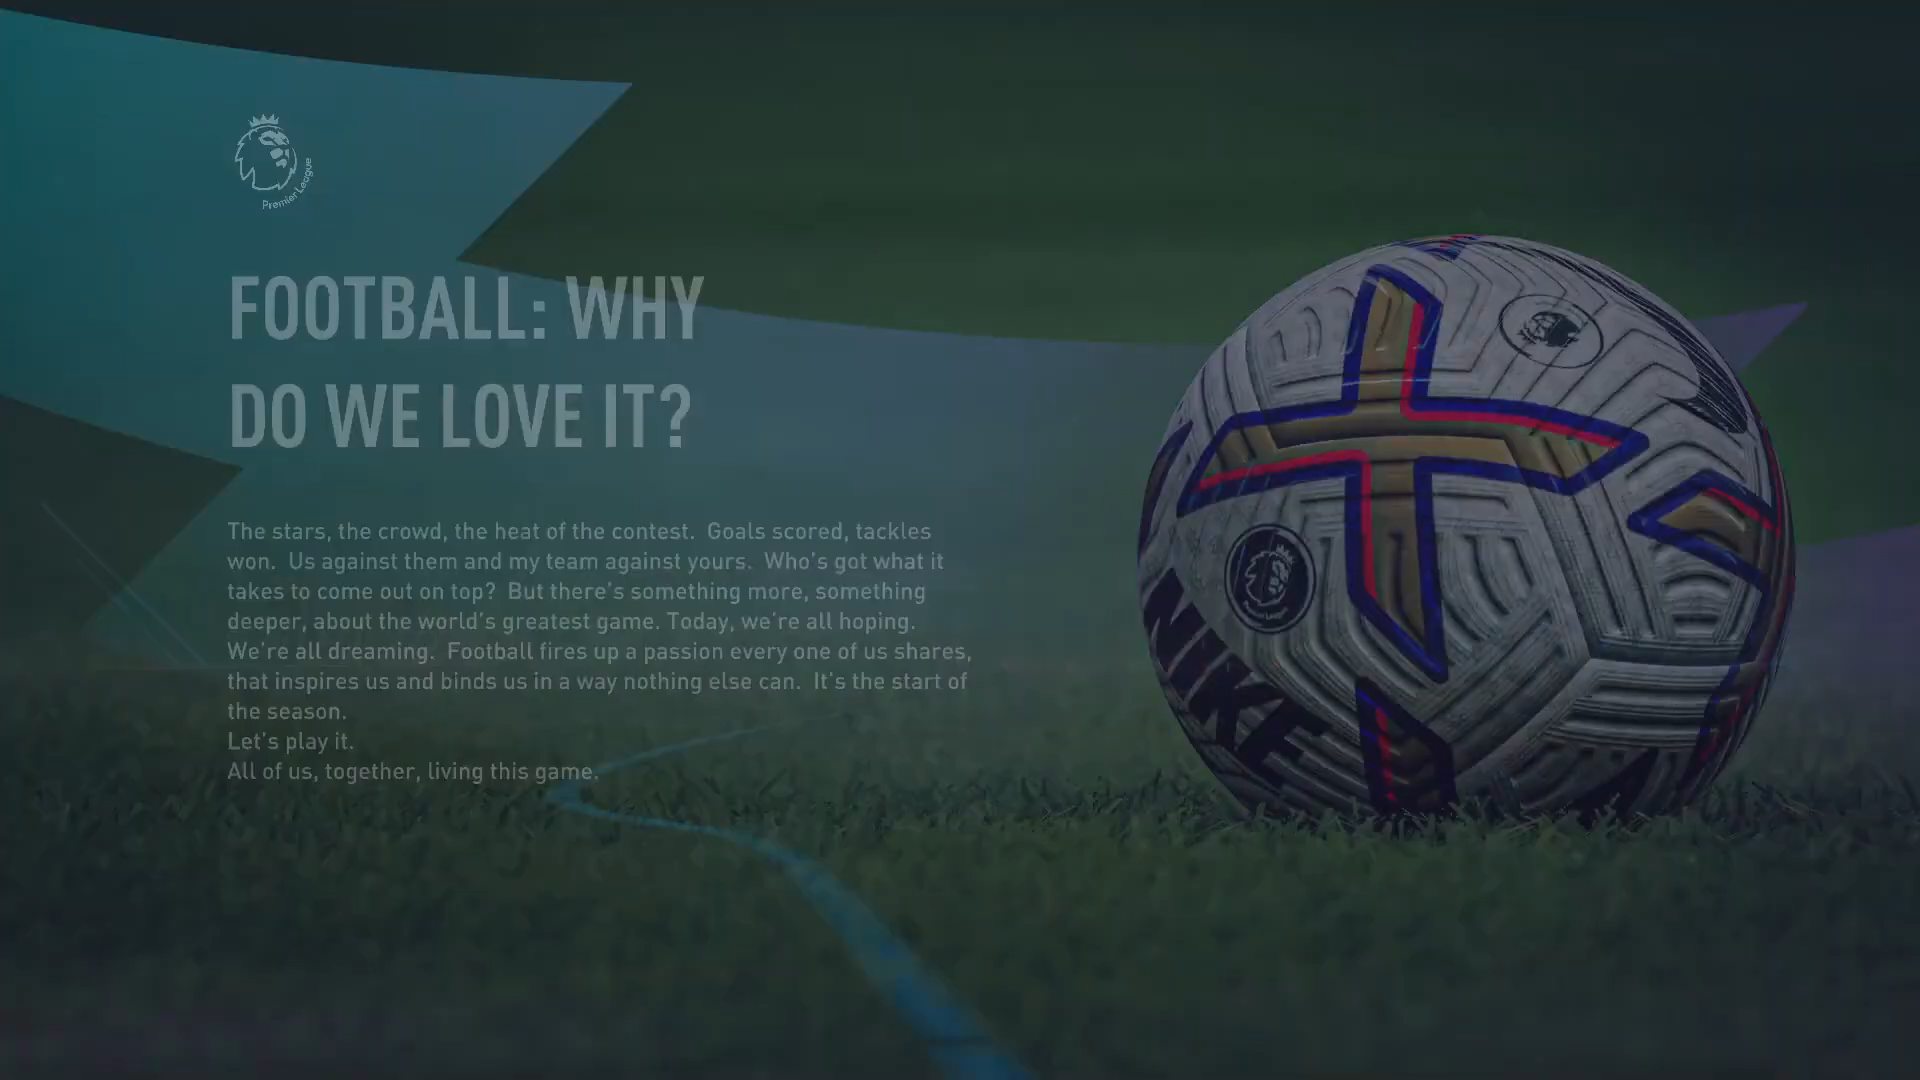 Premier League
FOOTBALL: WHY
DO WE LOVE IT?
The stars, the crowd, the heat of the contest.  Goals scored, tackles
won.  Us against them and my team against yours.  Who's got what it
takes to come out on top?  But there's something more, something
deeper, about the world's greatest game. Today, we're all hoping.
We're all dreaming.  Football fires up a passion every one of us shares,
that inspires us and binds us in a way nothing else can.  It's the start of
the season.
Let's play it.
All of us, together, living this game.
Premier League
NIKE